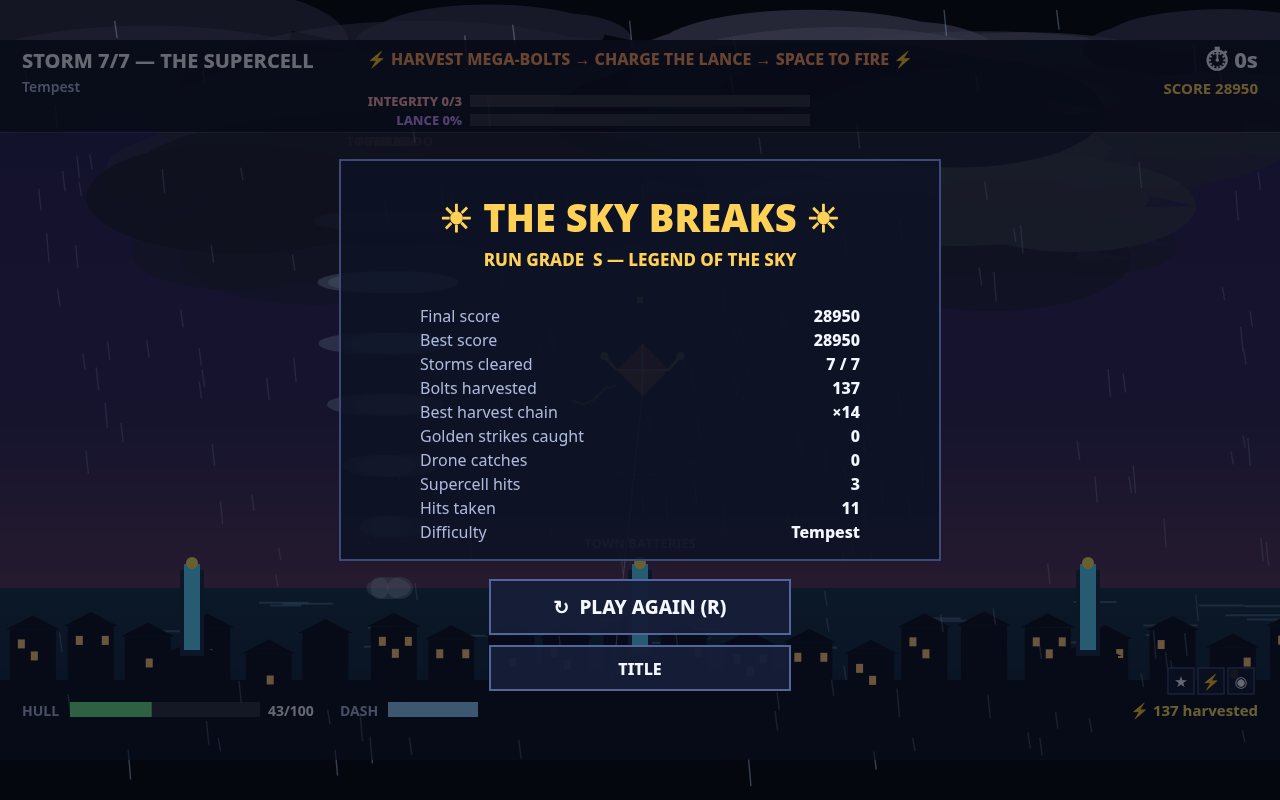 STORM 7/7 — THE SUPERCELL
⚡ HARVEST MEGA-BOLTS → CHARGE THE LANCE → SPACE TO FIRE ⚡
⏱ 0s
Tempest
SCORE 28950
INTEGRITY 0/3
LANCE 0%
☀ THE SKY BREAKS ☀
RUN GRADE S — LEGEND OF THE SKY
Final score 28950
Best score 28950
Storms cleared 7 / 7
Bolts harvested 137
Best harvest chain ×14
Golden strikes caught 0
Drone catches 0
Supercell hits 3
Hits taken 11
Difficulty Tempest
TOWN BATTERIES
↻ PLAY AGAIN (R)
TITLE
HULL 43/100 DASH
⚡ 137 harvested